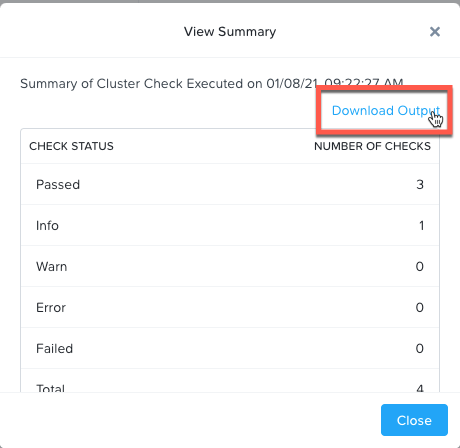 View Summary
×
Summary of Cluster Check Executed on 01/08/21, 09:22:27 AM
Download Output
CHECK STATUS NUMBER OF CHECKS
Passed 3
Info 1
Warn 0
Error 0
Failed 0
Total 4
Close